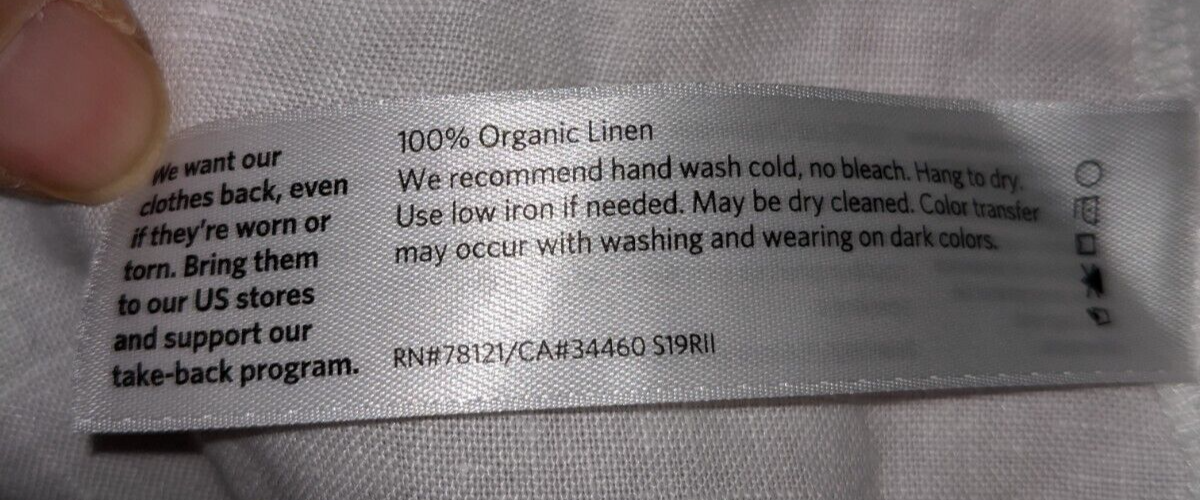 We want our
clothes back, even
if they're worn or
torn. Bring them
to our US stores
and support our
take-back program.
100% Organic Linen
We recommend hand wash cold, no bleach. Hang to dry.
Use low iron if needed. May be dry cleaned. Color transfer
may occur with washing and wearing on dark colors.
RN#78121/CA#34460 S19RII